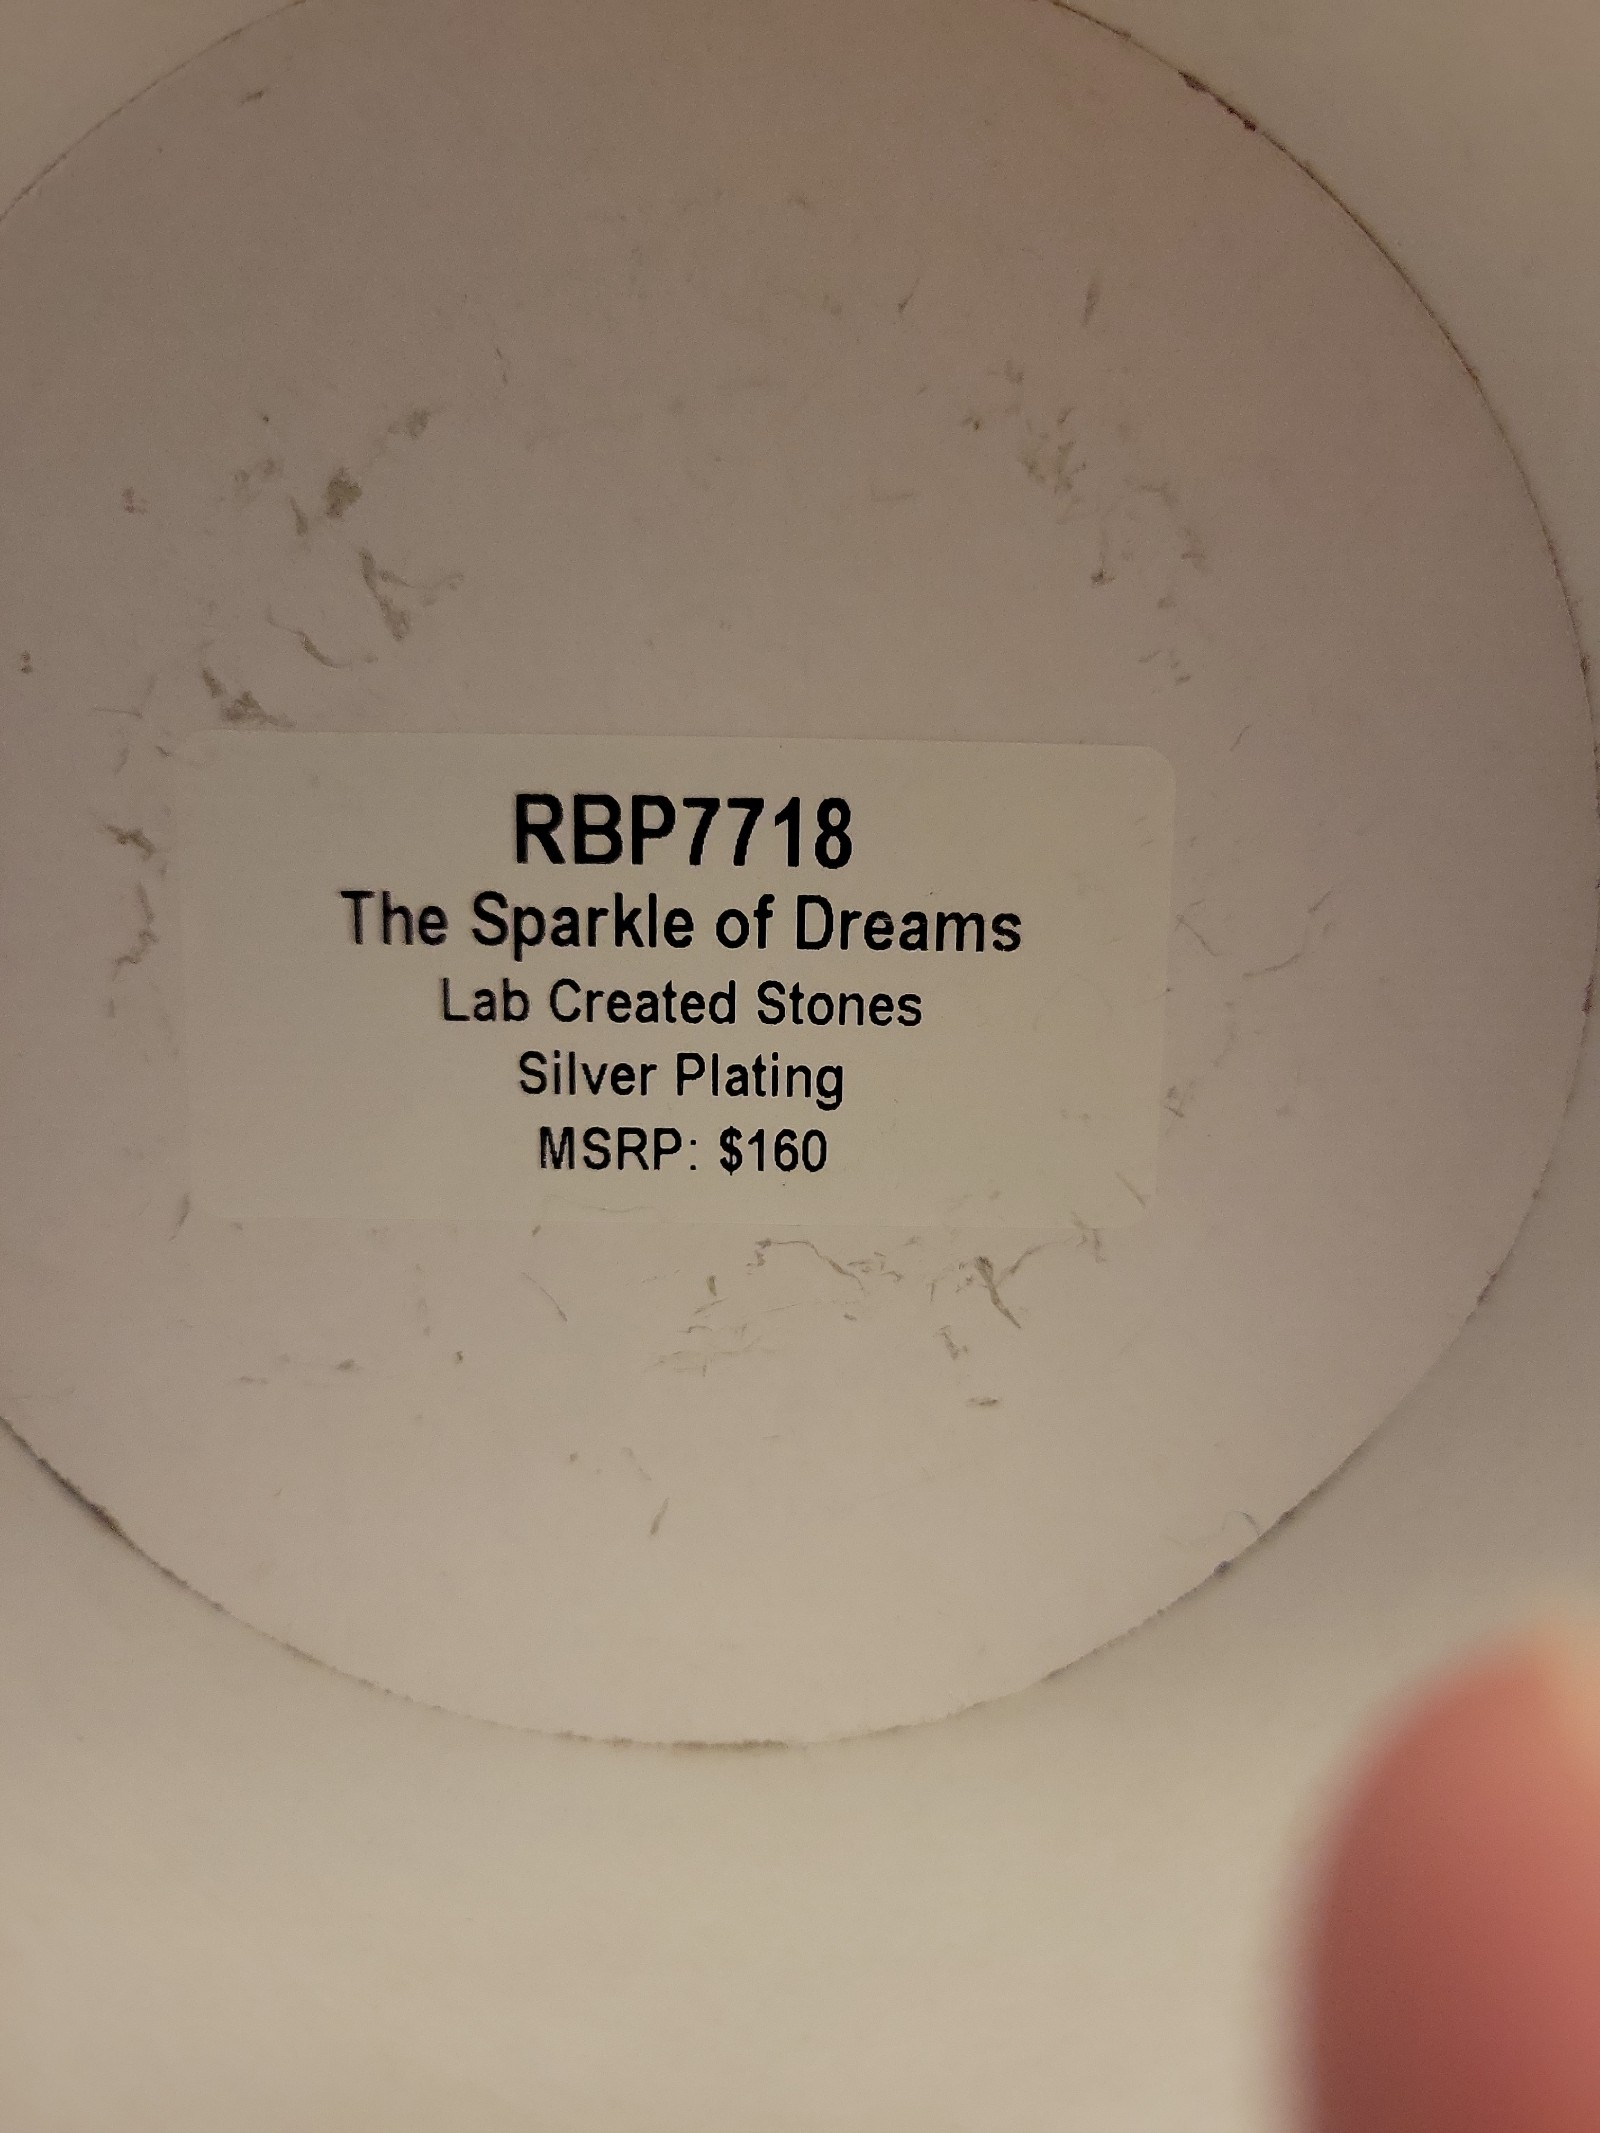 RBP7718
The Sparkle of Dreams
Lab Created Stones
Silver Plating
MSRP: $160